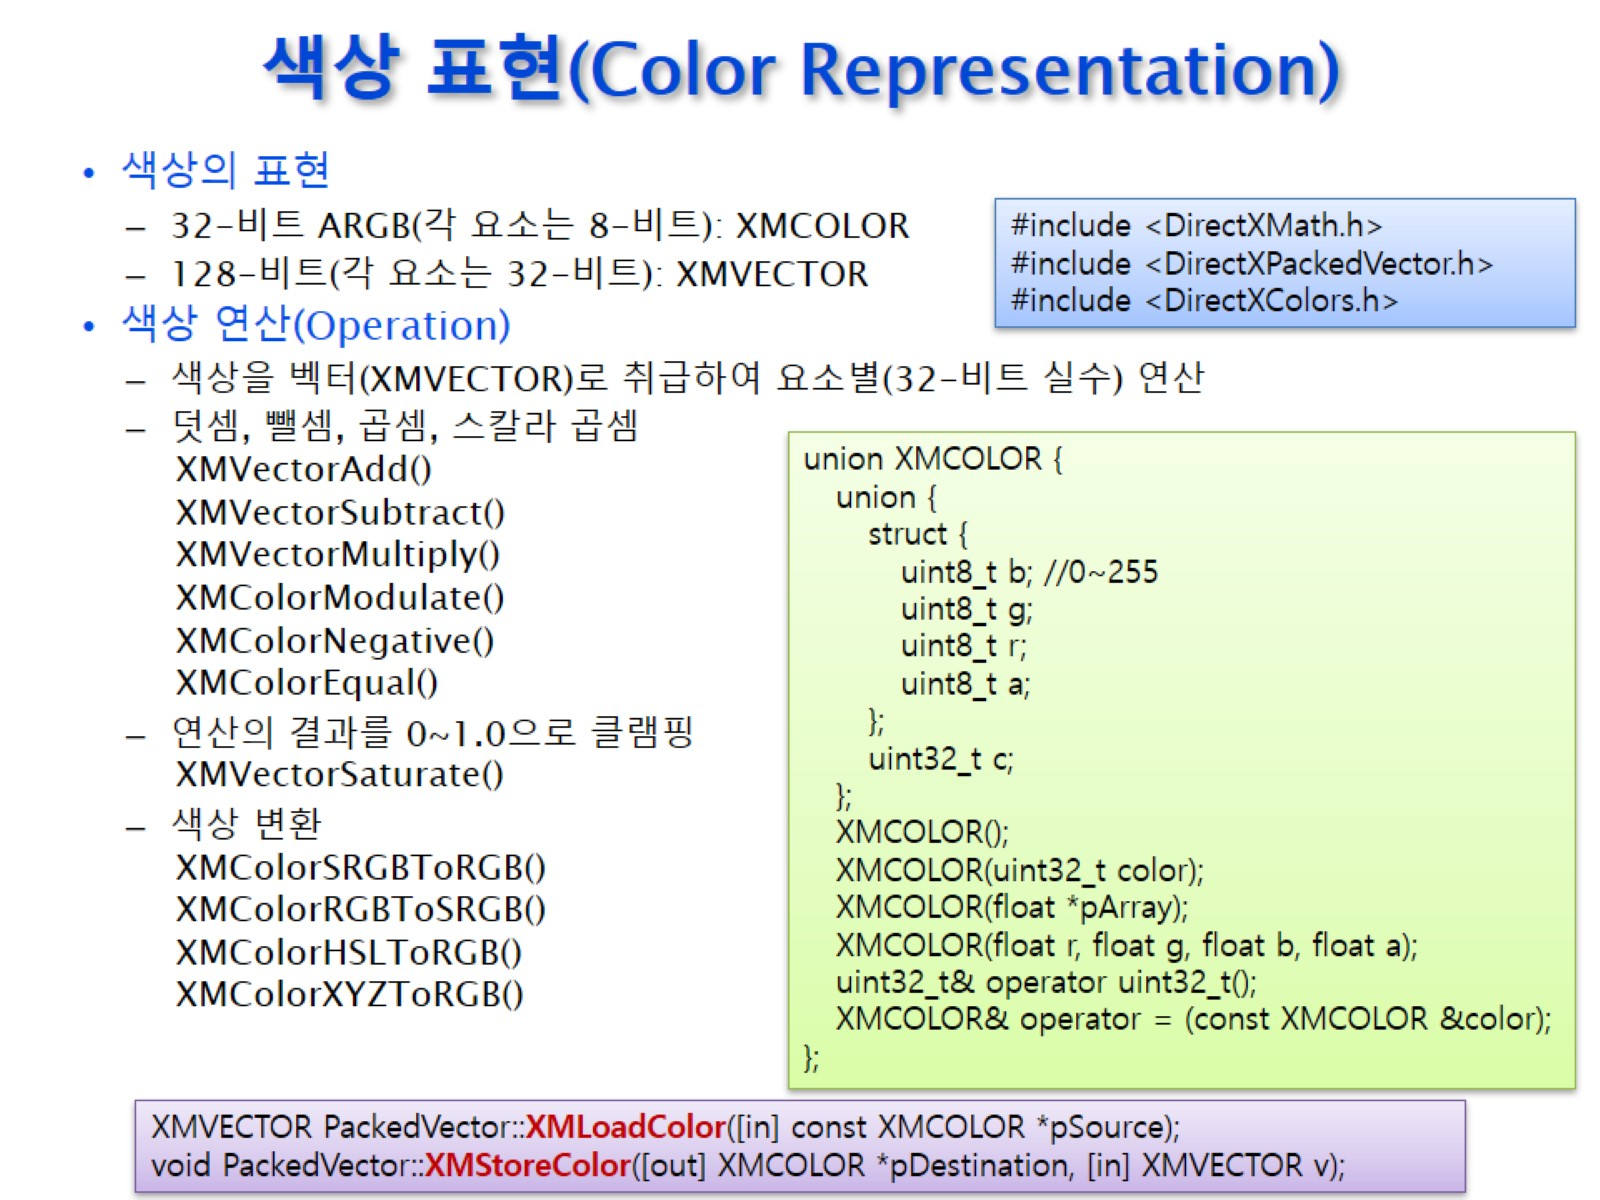 색상 표현(Color Representation)
• 색상의 표현
– 32-비트 ARGB(각 요소는 8-비트): XMCOLOR
– 128-비트(각 요소는 32-비트): XMVECTOR
#include <DirectXMath.h>
#include <DirectXPackedVector.h>
#include <DirectXColors.h>
• 색상 연산(Operation)
– 색상을 벡터(XMVECTOR)로 취급하여 요소별(32-비트 실수) 연산
– 덧셈, 뺄셈, 곱셈, 스칼라 곱셈
XMVectorAdd()
XMVectorSubtract()
XMVectorMultiply()
XMColorModulate()
XMColorNegative()
XMColorEqual()
– 연산의 결과를 0~1.0으로 클램핑
XMVectorSaturate()
– 색상 변환
XMColorSRGBToRGB()
XMColorRGBToSRGB()
XMColorHSLToRGB()
XMColorXYZToRGB()
union XMCOLOR {
union {
struct {
uint8_t b; //0~255
uint8_t g;
uint8_t r;
uint8_t a;
};
uint32_t c;
};
XMCOLOR();
XMCOLOR(uint32_t color);
XMCOLOR(float *pArray);
XMCOLOR(float r, float g, float b, float a);
uint32_t& operator uint32_t();
XMCOLOR& operator = (const XMCOLOR &color);
};
XMVECTOR PackedVector::XMLoadColor([in] const XMCOLOR *pSource);
void PackedVector::XMStoreColor([out] XMCOLOR *pDestination, [in] XMVECTOR v);